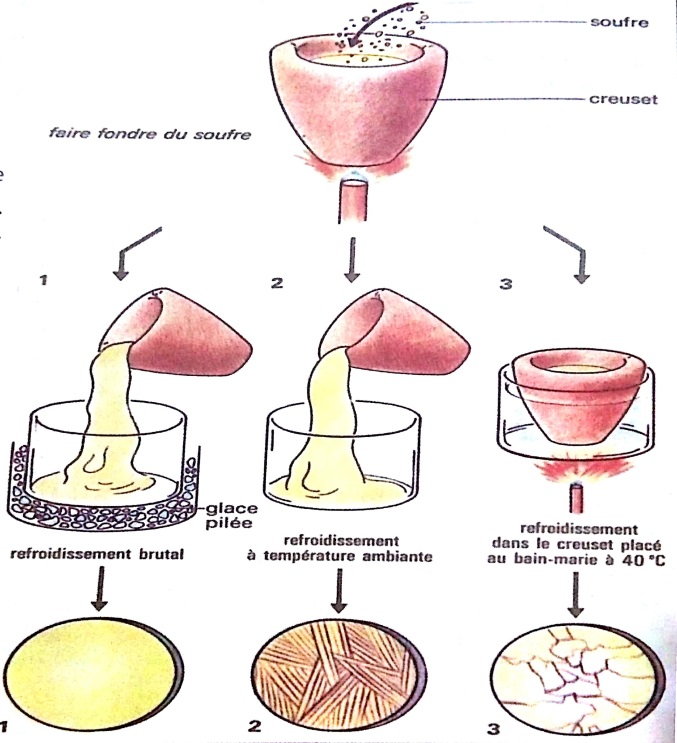 soufre
creuset
faire fondre du soufre
1
2
3
glace
pilée
refroidissement brutal
refroidissement
à température ambiante
refroidissement
dans le creuset placé
au bain-marie à 40 °C
1
2
3